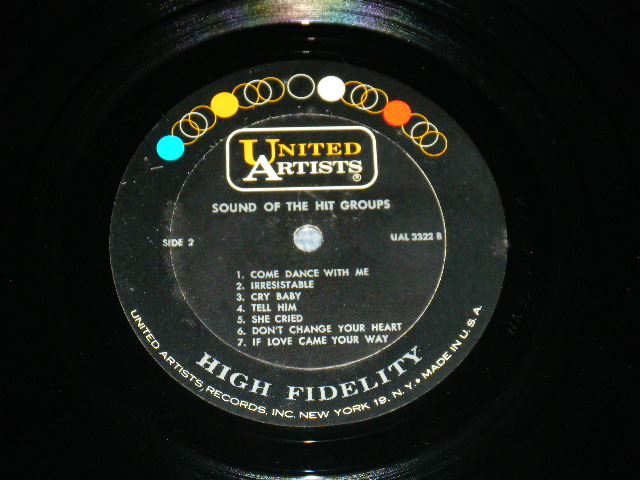 UNITED
ARTISTS®
SOUND OF THE HIT GROUPS
SIDE 2
UAL 3322 B
1. COME DANCE WITH ME
2. IRRESISTABLE
3. CRY BABY
4. TELL HIM
5. SHE CRIED
6. DON'T CHANGE YOUR HEART
7. IF LOVE CAME YOUR WAY
HIGH FIDELITY
UNITED ARTISTS RECORDS, INC. NEW YORK 19, N.Y. • MADE IN U.S.A.